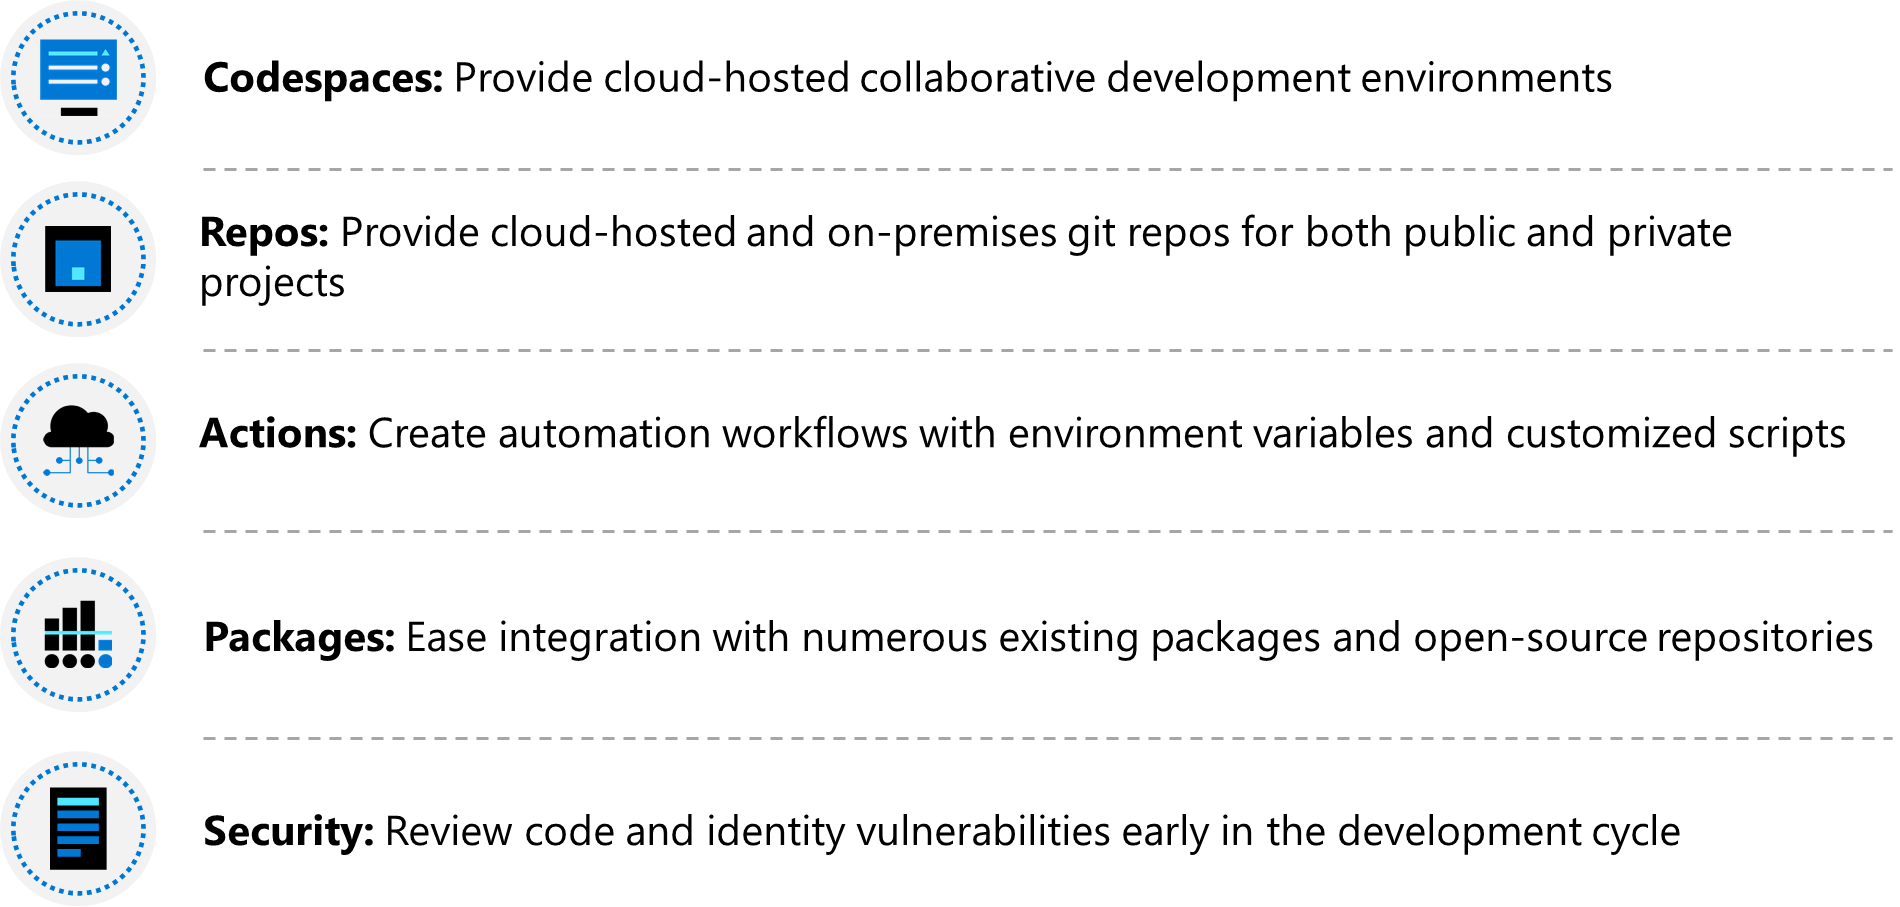 Codespaces: Provide cloud-hosted collaborative development environments
Repos: Provide cloud-hosted and on-premises git repos for both public and private
projects
Actions: Create automation workflows with environment variables and customized scripts
Packages: Ease integration with numerous existing packages and open-source repositories
Security: Review code and identity vulnerabilities early in the development cycle